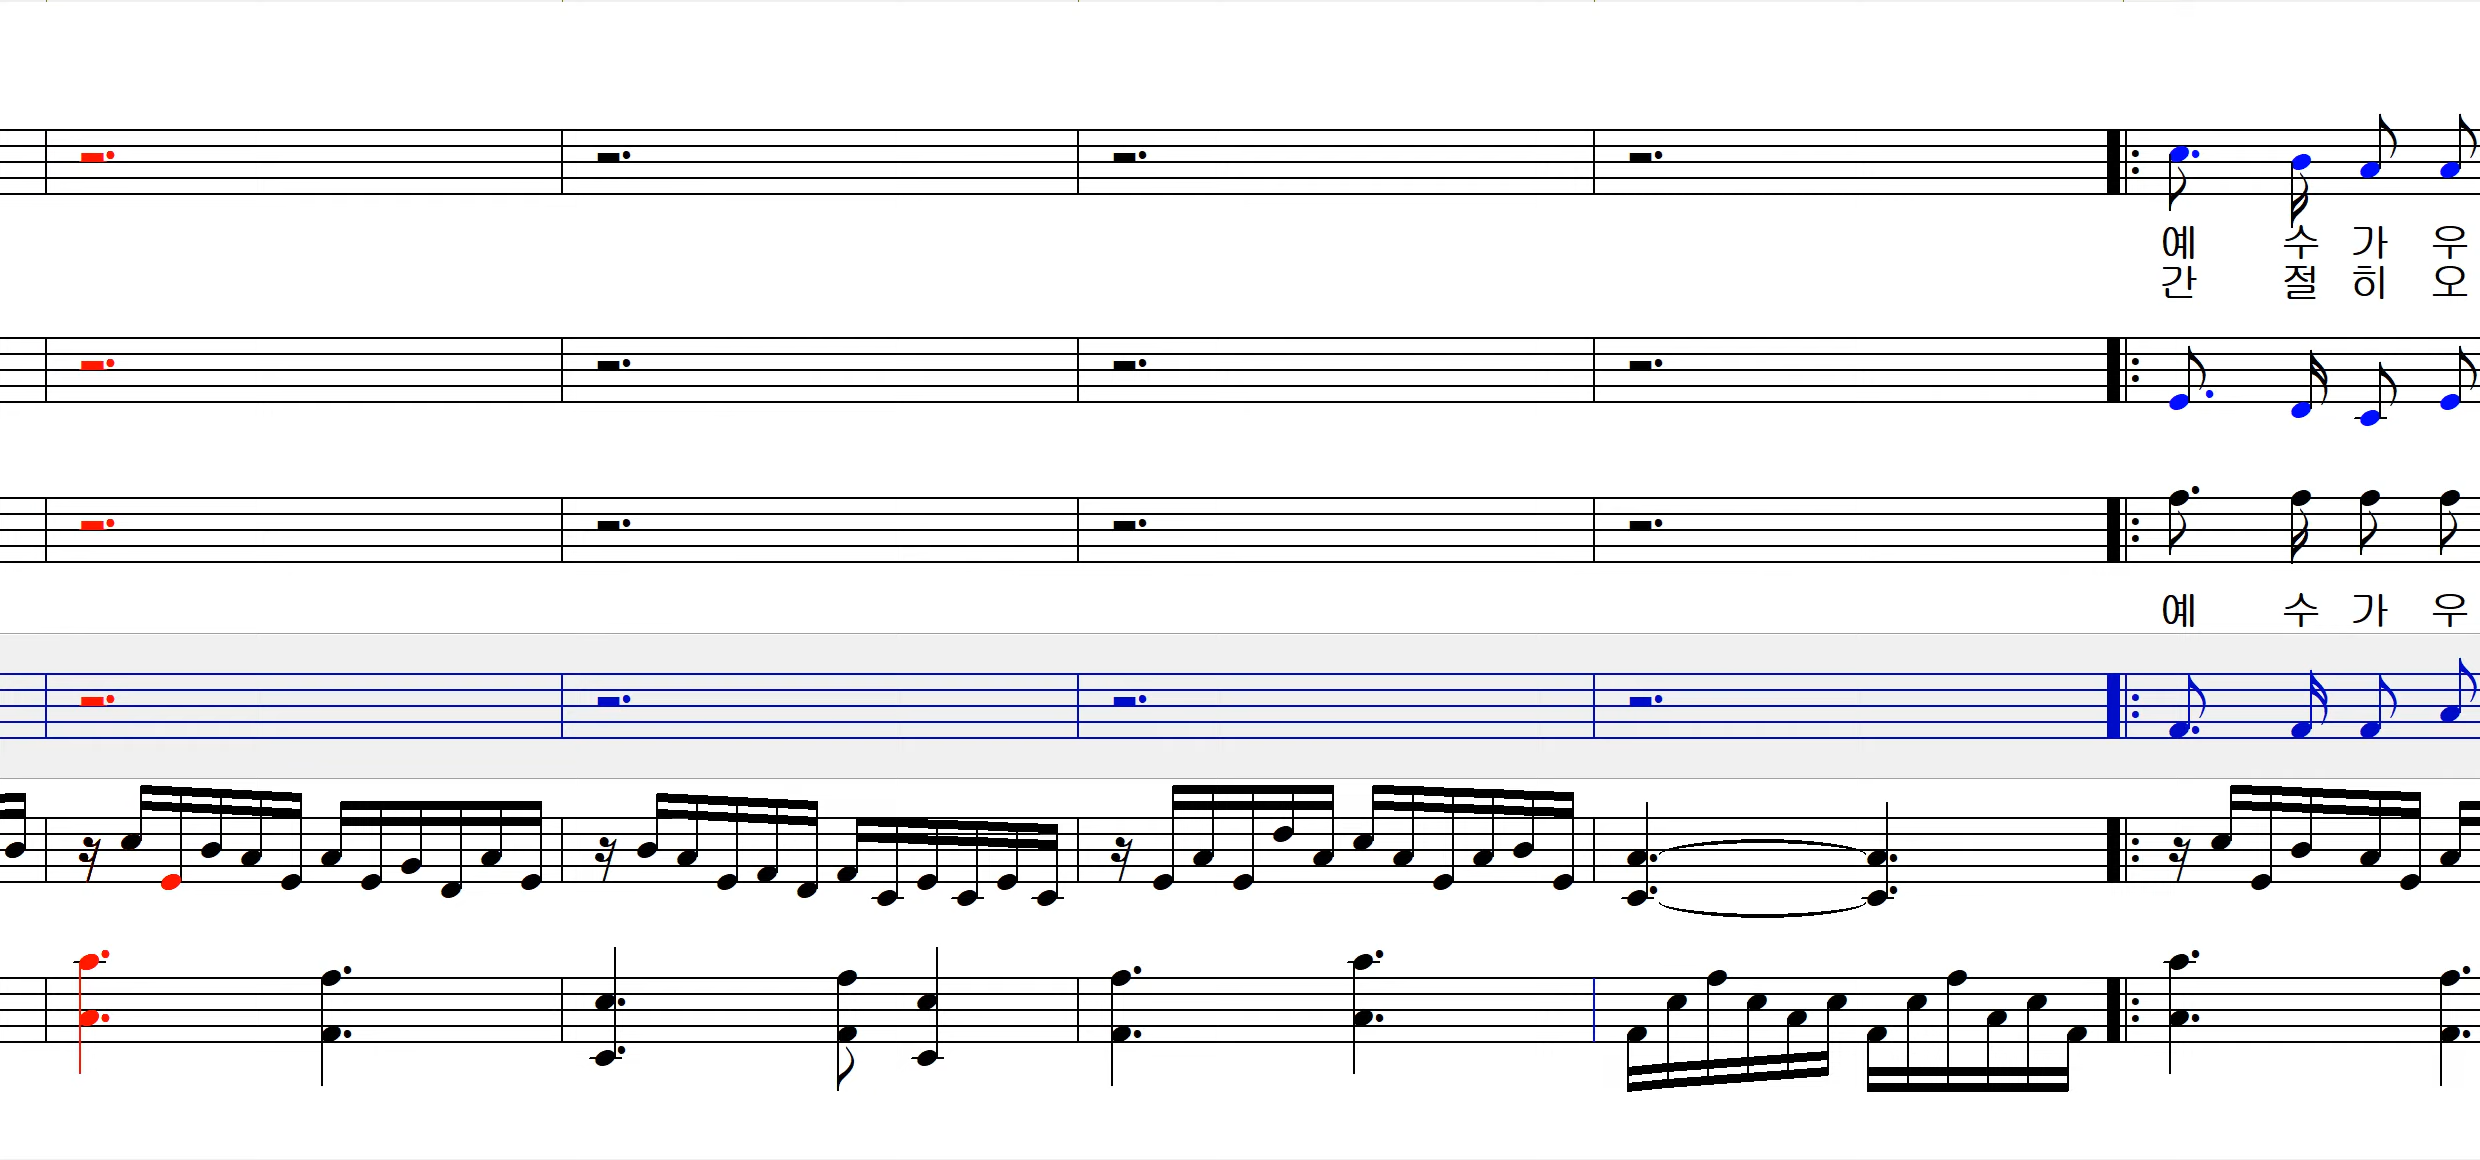 예 수 가 우
간 절 히 오
예 수 가 우